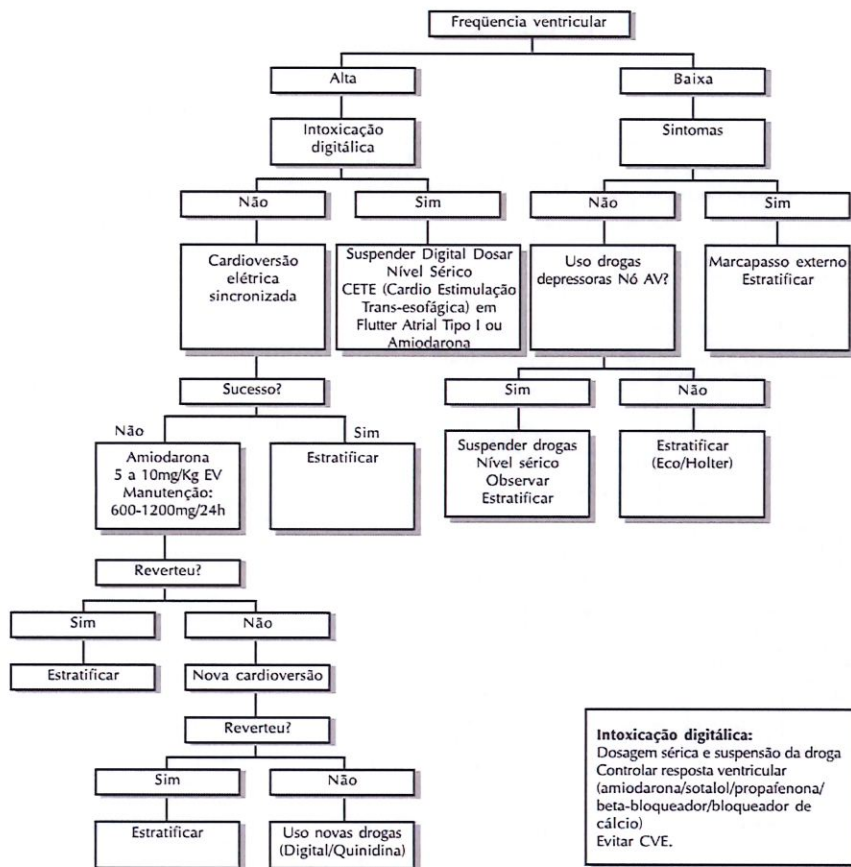 Freqüencia ventricular
Alta
Baixa
Intoxicação
digitálica
Sintomas
Não
Sim
Não
Sim
Cardioversão
elétrica
sincronizada
Suspender Digital Dosar
Nível Sérico
CETE (Cardio Estimulação
Trans-esofágica) em
Flutter Atrial Tipo I ou
Amiodarona
Uso drogas
depressoras Nó AV?
Marcapasso externo
Estratificar
Sucesso?
Não
Sim
Sim
Não
Amiodarona
5 a 10mg/Kg EV
Manutenção:
600-1200mg/24h
Estratificar
Suspender drogas
Nível sérico
Observar
Estratificar
Estratificar
(Eco/Holter)
Reverteu?
Sim
Não
Estratificar
Nova cardioversão
Reverteu?
Sim
Não
Estratificar
Uso novas drogas
(Digital/Quinidina)
Intoxicação digitálica:
Dosagem sérica e suspensão da droga
Controlar resposta ventricular
(amiodarona/sotalol/propafenona/
beta-bloqueador/bloqueador de
cálcio)
Evitar CVE.